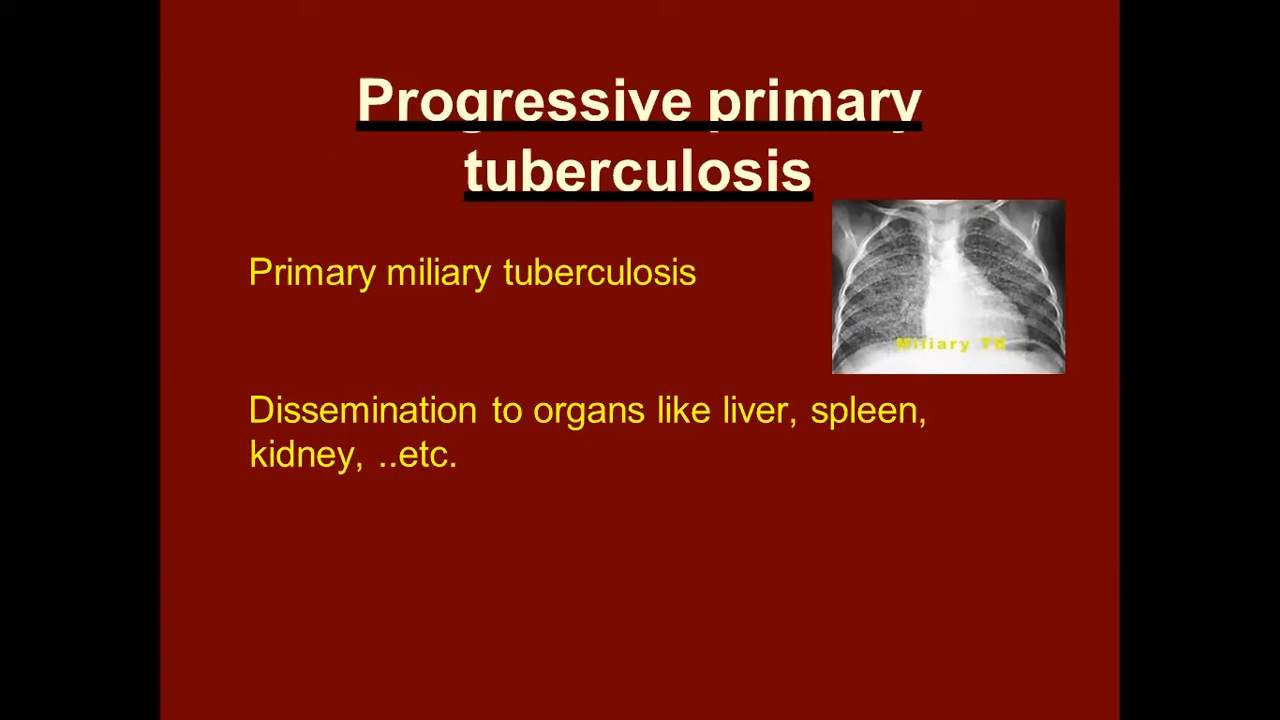 Progressive primary
tuberculosis
Primary miliary tuberculosis
Miliary TB
Dissemination to organs like liver, spleen,
kidney, ..etc.